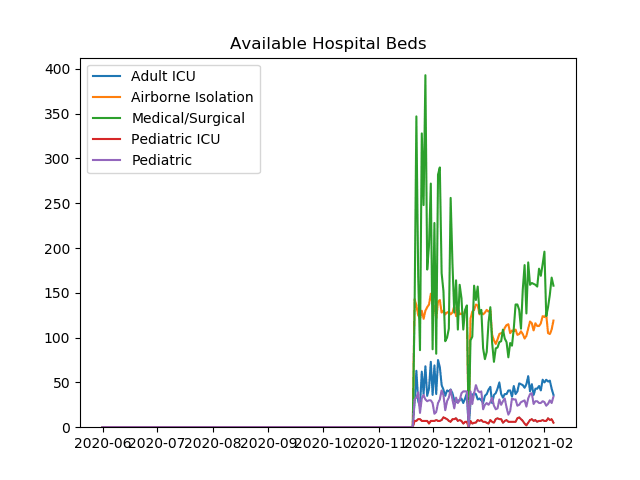 Available Hospital Beds
400
350
300
250
200
150
100
50
0
Adult ICU
Airborne Isolation
Medical/Surgical
Pediatric ICU
Pediatric
2020-06 2020-07 2020-08 2020-09 2020-10 2020-11 2020-12 2021-01 2021-02